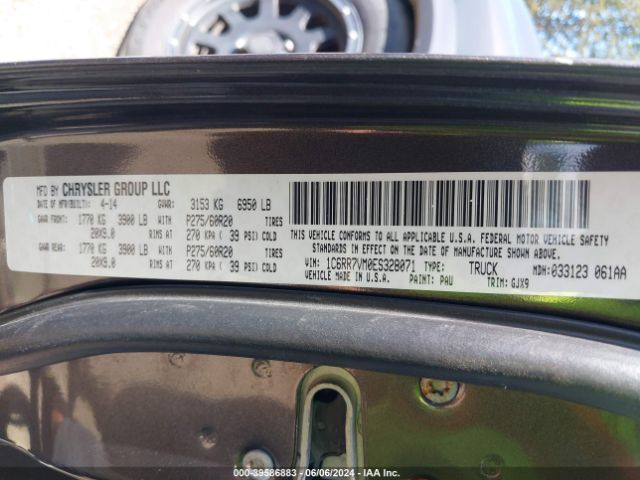 MFD BY CHRYSLER GROUP LLC
DATE OF MFR(BUILT): 4-14 GVWR: 3153 KG 6950 LB
GAWR FRONT: 1770 KG 3900 LB WITH P275/60R20 TIRES
20X9.0 RIMS AT 270 KPA ( 39 PSI) COLD
GAWR REAR: 1770 KG 3900 LB WITH P275/60R20 TIRES
20X9.0 RIMS AT 270 KPA ( 39 PSI) COLD
THIS VEHICLE CONFORMS TO ALL APPLICABLE U.S.A. FEDERAL MOTOR VEHICLE SAFETY
STANDARDS IN EFFECT ON THE DATE OF MANUFACTURE SHOWN ABOVE.
VIN: 1C6RR7VM0ES328071 TYPE: TRUCK MDH: 033123 061AA
VEHICLE MADE IN U.S.A. PAINT: PAU TRIM: GJX9
000-39586883 - 06/06/2024 - IAA Inc.